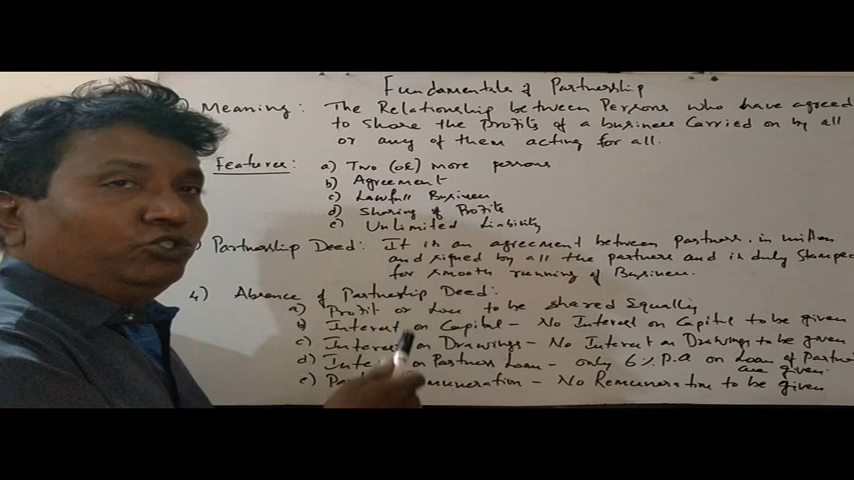 Fundamentals of Partnership
) Meaning: The Relationship between Persons who have agreed
to share the Profits of a business Carried on by all
or any of them acting for all.
Features: a) Two (OR) more persons
b) Agreement
c) Lawfull Business
d) Sharing of Profits
e) Unlimited Liability
) Partnership Deed: It is an agreement between partners, in written
and signed by all the partners and is duly stamped
for smooth running of Business.
4) Absence of Partnership Deed:
a) Profit or Loss to be shared Equally
b) Interest on Capital - No Interest on Capital to be given
c) Interest on Drawings - No Interest on Drawings to be given
d) on Partners Loan - only 6% P.A on Loan of Partner
are given.
e) - No Remuneration to be given